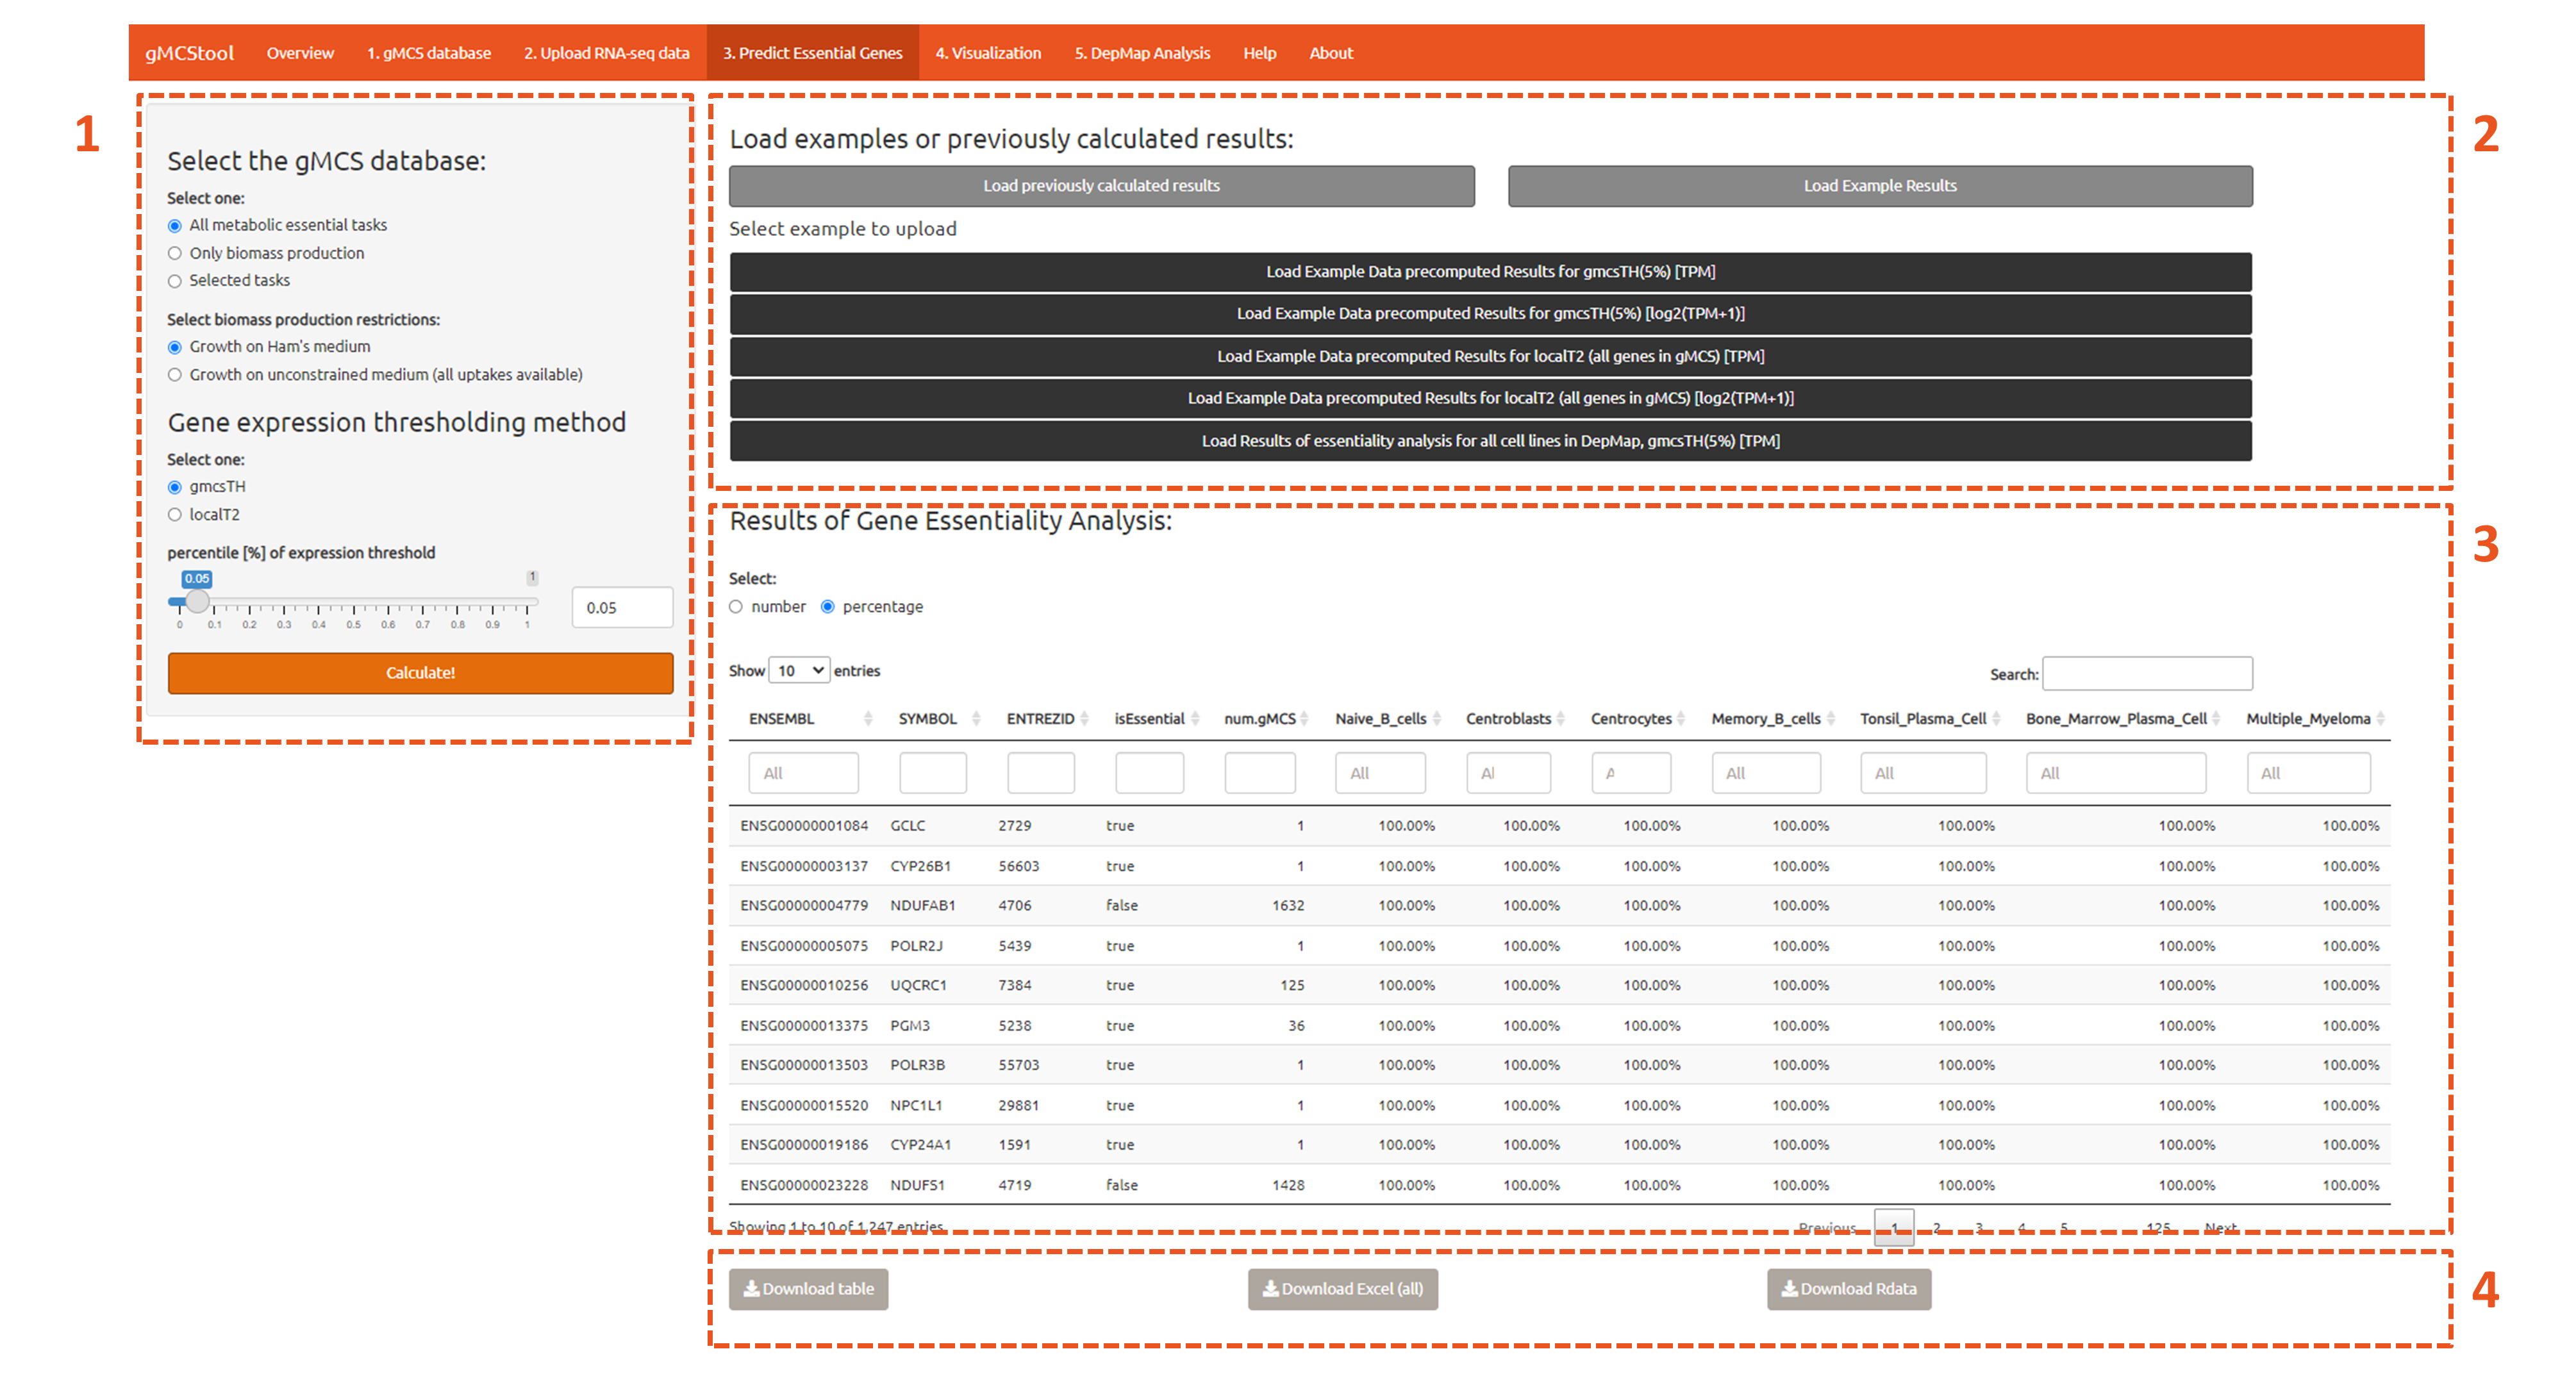 gMCStool Overview 1. gMCS database 2. Upload RNA-seq data 3. Predict Essential Genes 4. Visualization 5. DepMap Analysis Help About
1
Select the gMCS database:
Select one:
All metabolic essential tasks
Only biomass production
Selected tasks
Select biomass production restrictions:
Growth on Ham's medium
Growth on unconstrained medium (all uptakes available)
Gene expression thresholding method
Select one:
gmcsTH
localT2
percentile [%] of expression threshold
0.05 1
0.05
0 0.1 0.2 0.3 0.4 0.5 0.6 0.7 0.8 0.9 1
Calculate!
2
Load examples or previously calculated results:
Load previously calculated results Load Example Results
Select example to upload
Load Example Data precomputed Results for gmcsTH(5%) [TPM]
Load Example Data precomputed Results for gmcsTH(5%) [log2(TPM+1)]
Load Example Data precomputed Results for localT2 (all genes in gMCS) [TPM]
Load Example Data precomputed Results for localT2 (all genes in gMCS) [log2(TPM+1)]
Load Results of essentiality analysis for all cell lines in DepMap, gmcsTH(5%) [TPM]
3
Results of Gene Essentiality Analysis:
Select:
number percentage
Show 10 entries Search:
ENSEMBL SYMBOL ENTREZID isEssential num.gMCS Naive_B_cells Centroblasts Centrocytes Memory_B_cells Tonsil_Plasma_Cell Bone_Marrow_Plasma_Cell Multiple_Myeloma
All All Al A All All All All
ENSG00000001084 GCLC 2729 true 1 100.00% 100.00% 100.00% 100.00% 100.00% 100.00% 100.00%
ENSG00000003137 CYP26B1 56603 true 1 100.00% 100.00% 100.00% 100.00% 100.00% 100.00% 100.00%
ENSG00000004779 NDUFAB1 4706 false 1632 100.00% 100.00% 100.00% 100.00% 100.00% 100.00% 100.00%
ENSG00000005075 POLR2J 5439 true 1 100.00% 100.00% 100.00% 100.00% 100.00% 100.00% 100.00%
ENSG00000010256 UQCRC1 7384 true 125 100.00% 100.00% 100.00% 100.00% 100.00% 100.00% 100.00%
ENSG00000013375 PGM3 5238 true 36 100.00% 100.00% 100.00% 100.00% 100.00% 100.00% 100.00%
ENSG00000013503 POLR3B 55703 true 1 100.00% 100.00% 100.00% 100.00% 100.00% 100.00% 100.00%
ENSG00000015520 NPC1L1 29881 true 1 100.00% 100.00% 100.00% 100.00% 100.00% 100.00% 100.00%
ENSG00000019186 CYP24A1 1591 true 1 100.00% 100.00% 100.00% 100.00% 100.00% 100.00% 100.00%
ENSG00000023228 NDUFS1 4719 false 1428 100.00% 100.00% 100.00% 100.00% 100.00% 100.00% 100.00%
Showing 1 to 10 of 1,247 entries Previous 1 2 3 4 5 125 Next
4
Download table Download Excel (all) Download Rdata